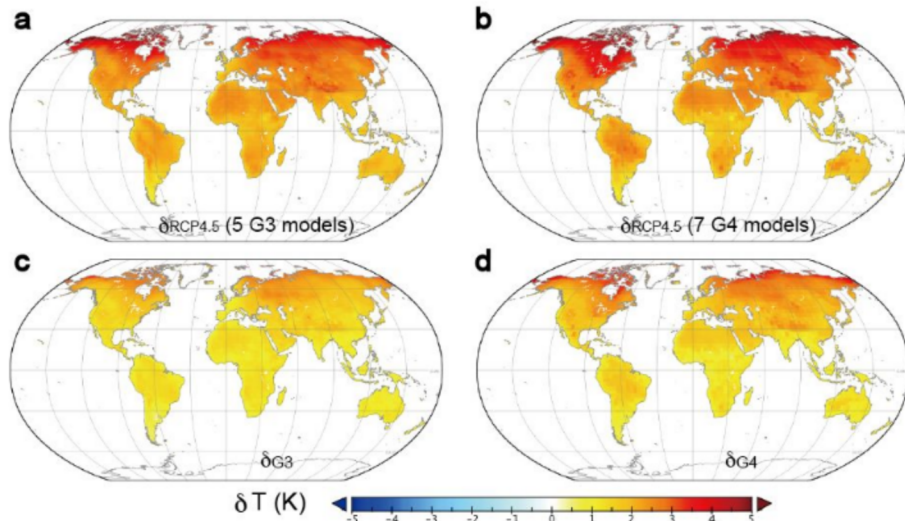 a
b
δRCP4.5 (5 G3 models)
δRCP4.5 (7 G4 models)
c
d
δG3
δG4
δ T (K)
-5 -4 -3 -2 -1 0 1 2 3 4 5